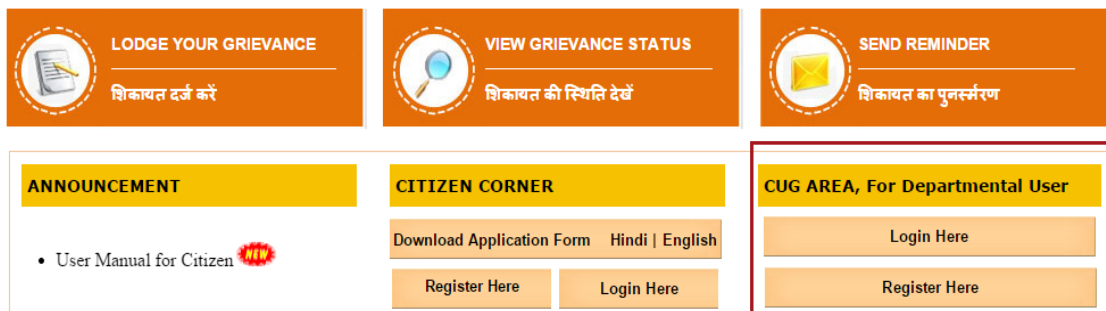 LODGE YOUR GRIEVANCE
शिकायत दर्ज करें
VIEW GRIEVANCE STATUS
शिकायत की स्थिति देखें
SEND REMINDER
शिकायत का पुनर्स्मरण
ANNOUNCEMENT
User Manual for Citizen NEW
CITIZEN CORNER
Download Application Form Hindi | English
Register Here Login Here
CUG AREA, For Departmental User
Login Here
Register Here